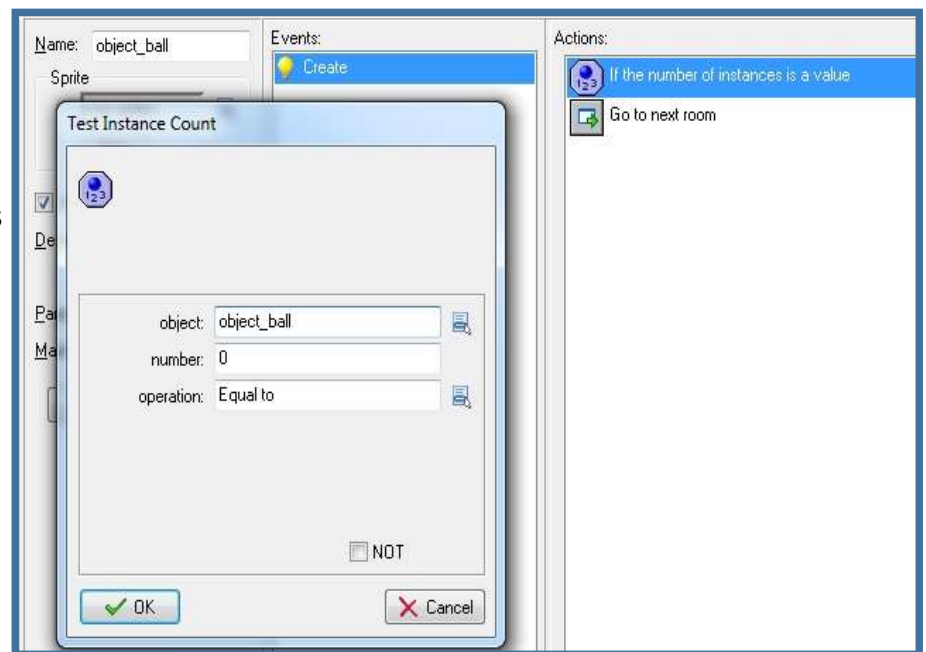 Name: object_ball
Sprite
Events:
Create
Actions:
If the number of instances is a value
Go to next room
Test Instance Count
object: object_ball
number: 0
operation: Equal to
NOT
OK
Cancel